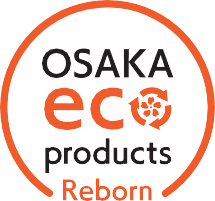 OSAKA
eco
products
Reborn